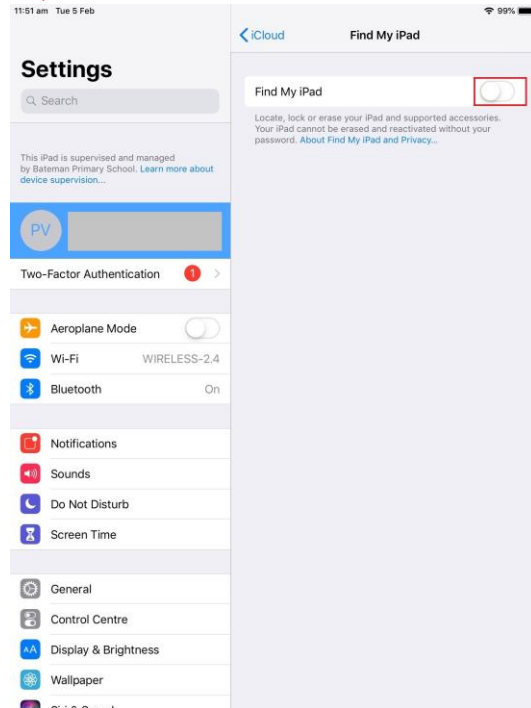 11:51 am Tue 5 Feb
99%
iCloud
Find My iPad
Settings
Search
Find My iPad
Locate, lock or erase your iPad and supported accessories.
Your iPad cannot be erased and reactivated without your
password. About Find My iPad and Privacy...
This iPad is supervised and managed
by Bateman Primary School. Learn more about
device supervision...
PV
Two-Factor Authentication 1
Aeroplane Mode
Wi-Fi WIRELESS-2.4
Bluetooth On
Notifications
Sounds
Do Not Disturb
Screen Time
General
Control Centre
AA Display & Brightness
Wallpaper